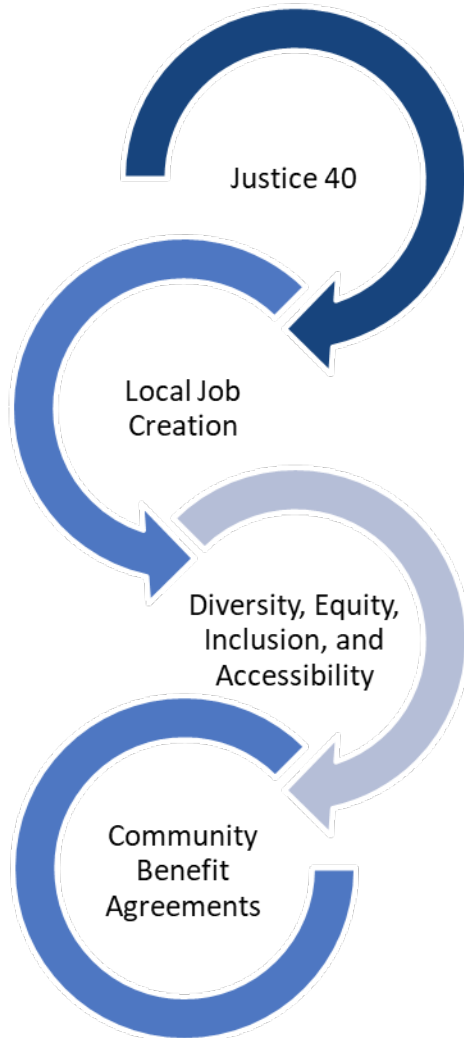 Justice 40
Local Job
Creation
Diversity, Equity,
Inclusion, and
Accessibility
Community
Benefit
Agreements